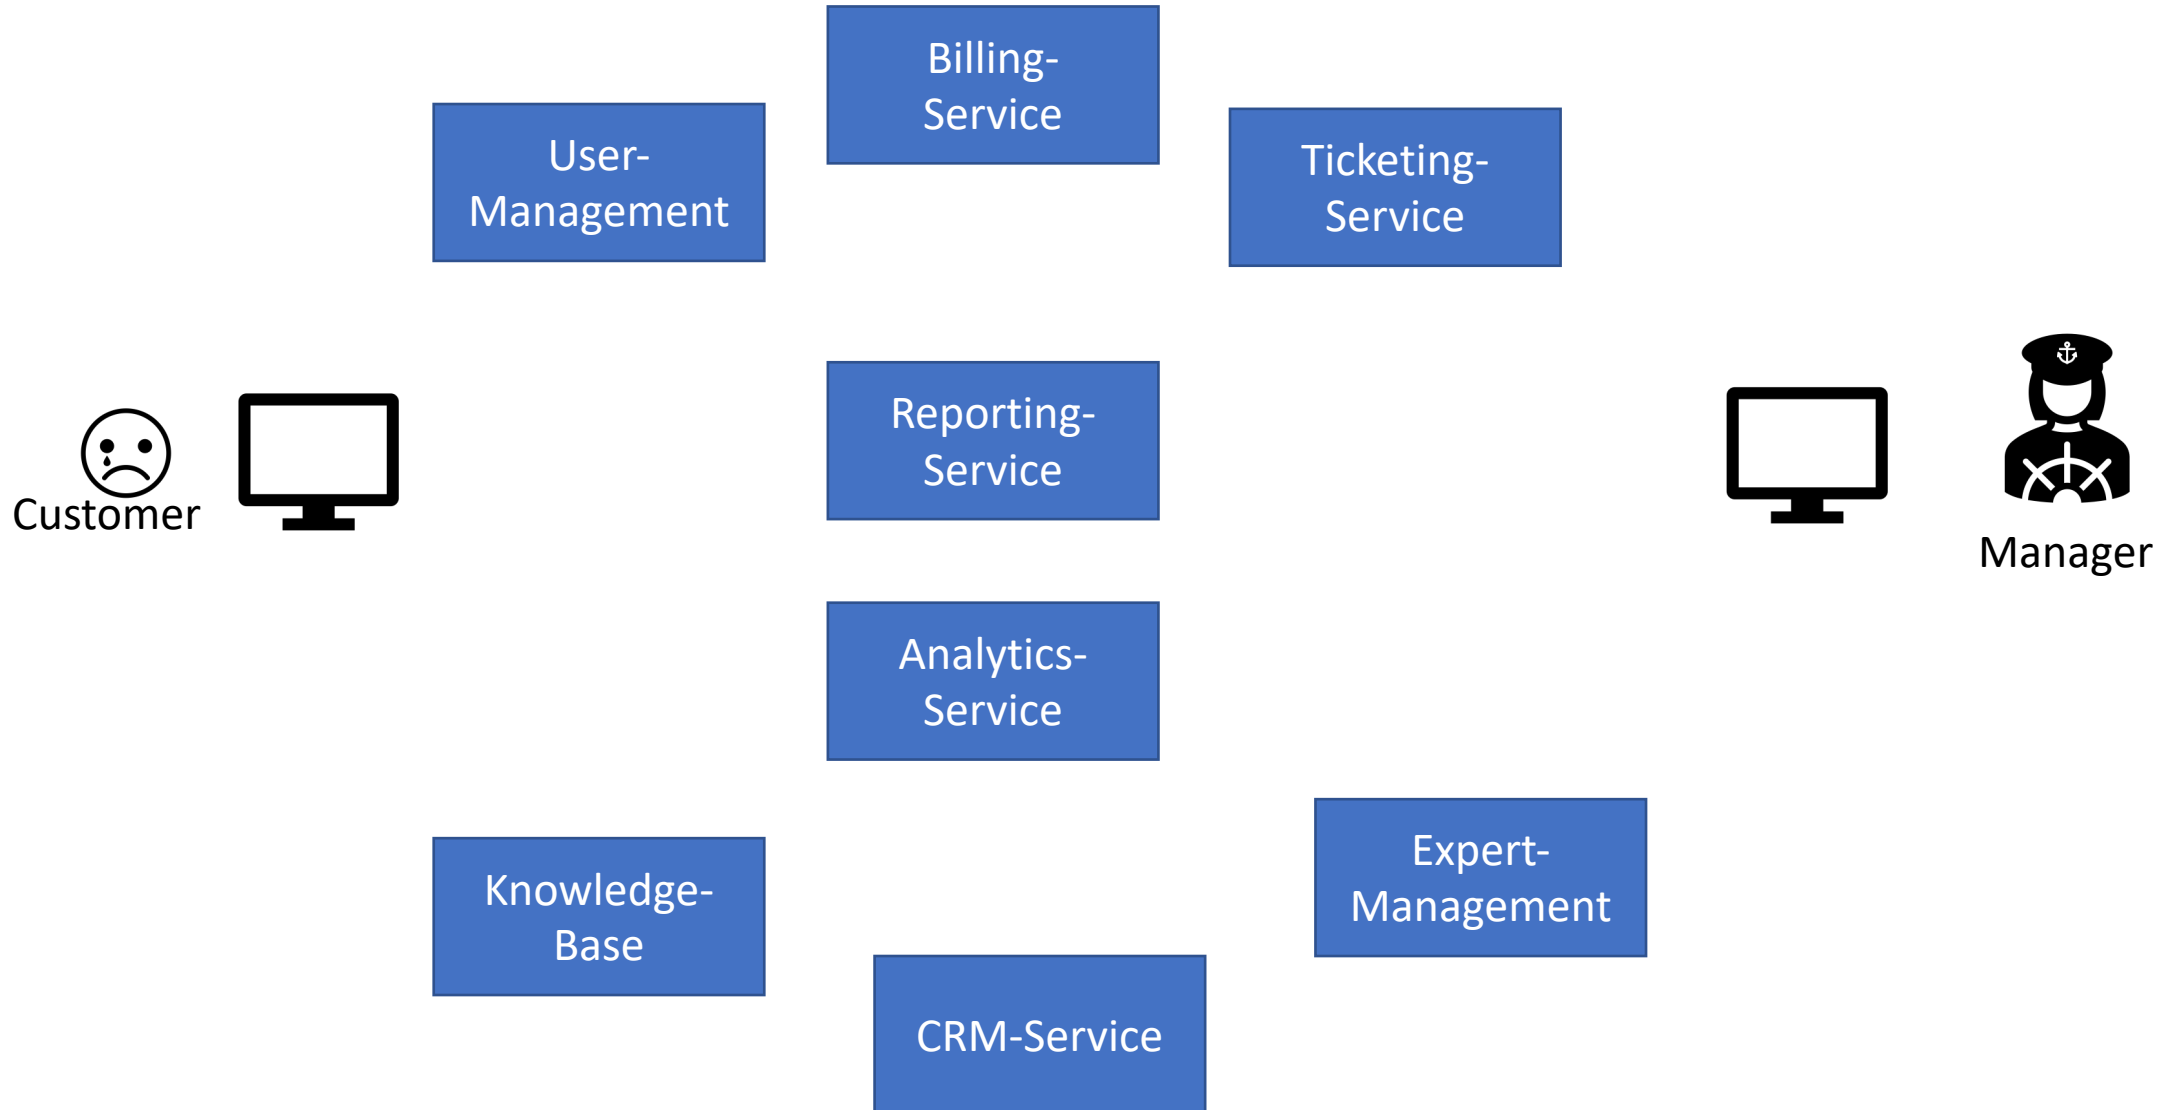 Billing-
Service
User-
Management
Ticketing-
Service
Reporting-
Service
Customer
Manager
Analytics-
Service
Expert-
Management
Knowledge-
Base
CRM-Service